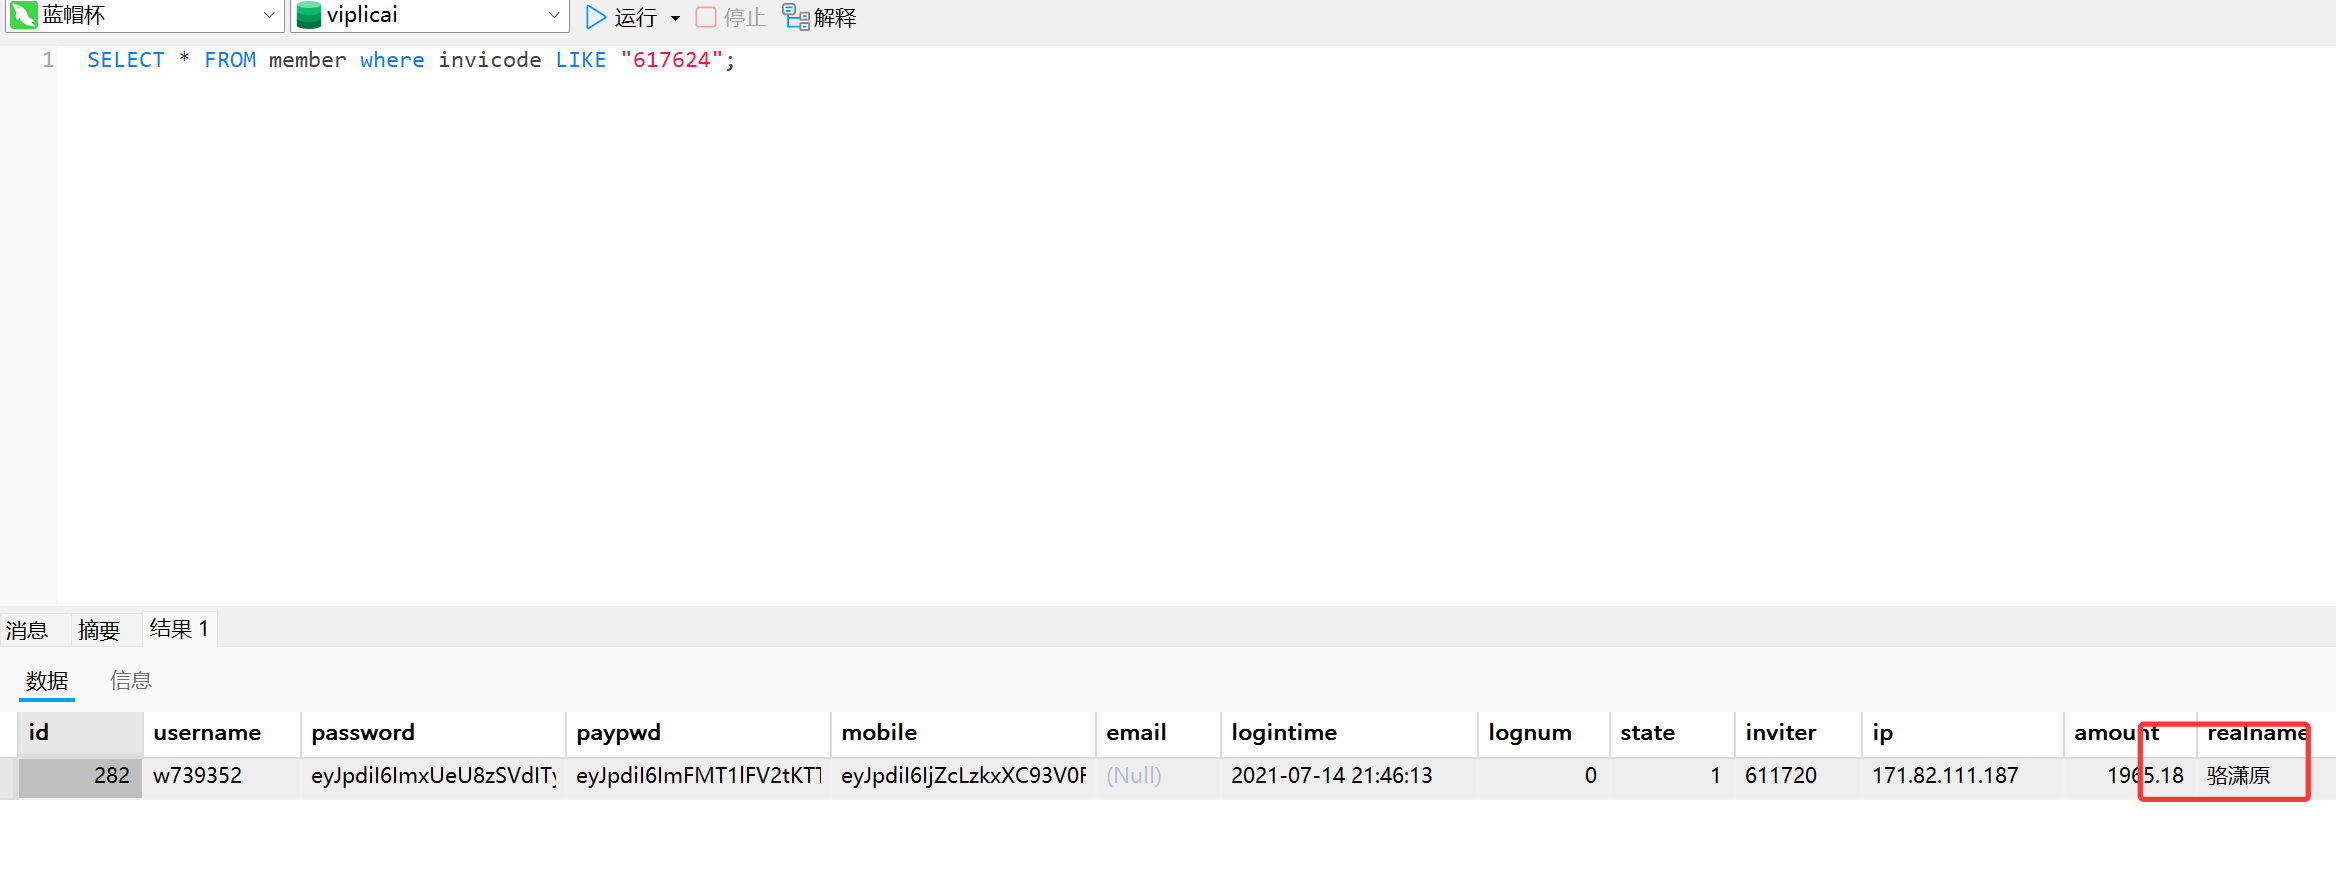 蓝帽杯 viplicai 运行 停止 解释
1 SELECT * FROM member where invicode LIKE "617624";
消息 摘要 结果 1
数据 信息
id username password paypwd mobile email logintime lognum state inviter ip amount realname
282 w739352 eyJpdiI6ImxUeU8zSVdITy eyJpdiI6ImFMT1lFV2tKTT eyJpdiI6IjZcLzkxXC93V0F (Null) 2021-07-14 21:46:13 0 1 611720 171.82.111.187 1965.18 骆潇原